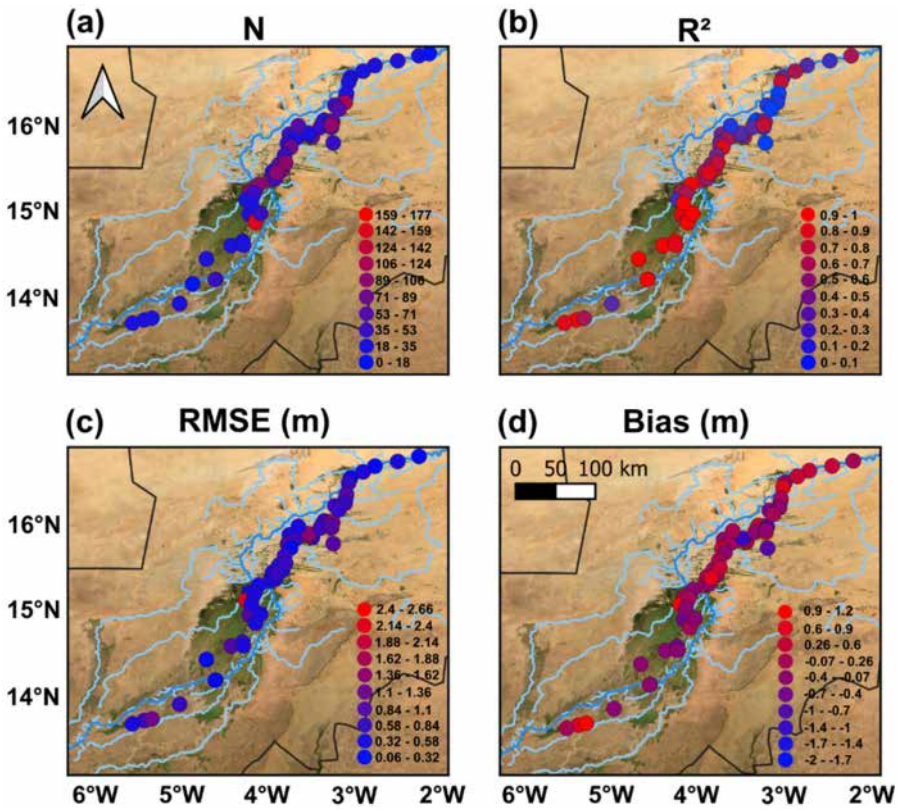 (a) N
(b) R²
16°N
15°N
14°N
159 - 177
142 - 159
124 - 142
106 - 124
89 - 106
71 - 89
53 - 71
35 - 53
18 - 35
0 - 18
0.9 - 1
0.8 - 0.9
0.7 - 0.8
0.6 - 0.7
0.5 - 0.6
0.4 - 0.5
0.3 - 0.4
0.2 - 0.3
0.1 - 0.2
0 - 0.1
(c) RMSE (m)
(d) Bias (m)
0 50 100 km
16°N
15°N
14°N
2.4 - 2.66
2.14 - 2.4
1.88 - 2.14
1.62 - 1.88
1.36 - 1.62
1.1 - 1.36
0.84 - 1.1
0.58 - 0.84
0.32 - 0.58
0.06 - 0.32
0.9 - 1.2
0.6 - 0.9
0.26 - 0.6
-0.07 - 0.26
-0.4 - -0.07
-0.7 - -0.4
-1 - -0.7
-1.4 - -1
-1.7 - -1.4
-2 - -1.7
6°W 5°W 4°W 3°W 2°W
6°W 5°W 4°W 3°W 2°W